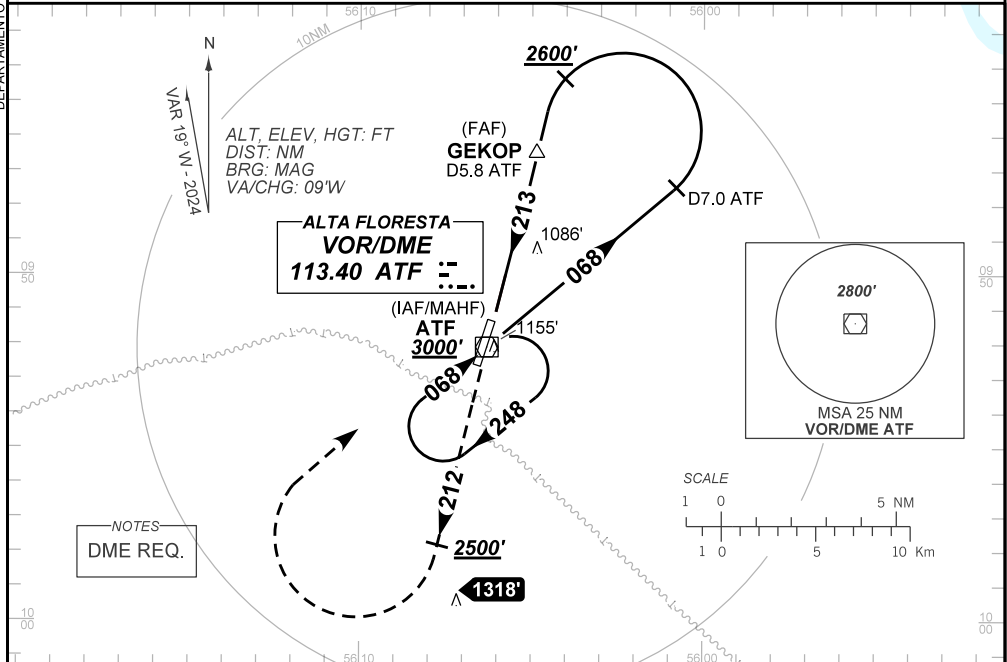 DEPARTAMENTO
56 10
56 00
10NM
N
VAR 19° W - 2024
ALT, ELEV, HGT: FT
DIST: NM
BRG: MAG
VA/CHG: 09'W
2600'
(FAF)
GEKOP
D5.8 ATF
D7.0 ATF
213
1086'
068
ALTA FLORESTA
VOR/DME
113.40 ATF
(IAF/MAHF)
ATF
3000'
1155'
09
50
09
50
2800'
MSA 25 NM
VOR/DME ATF
068
248
212
2500'
1318'
NOTES
DME REQ.
SCALE
1 0 5 NM
1 0 5 10 Km
10
00
10
00
56 10
56 00